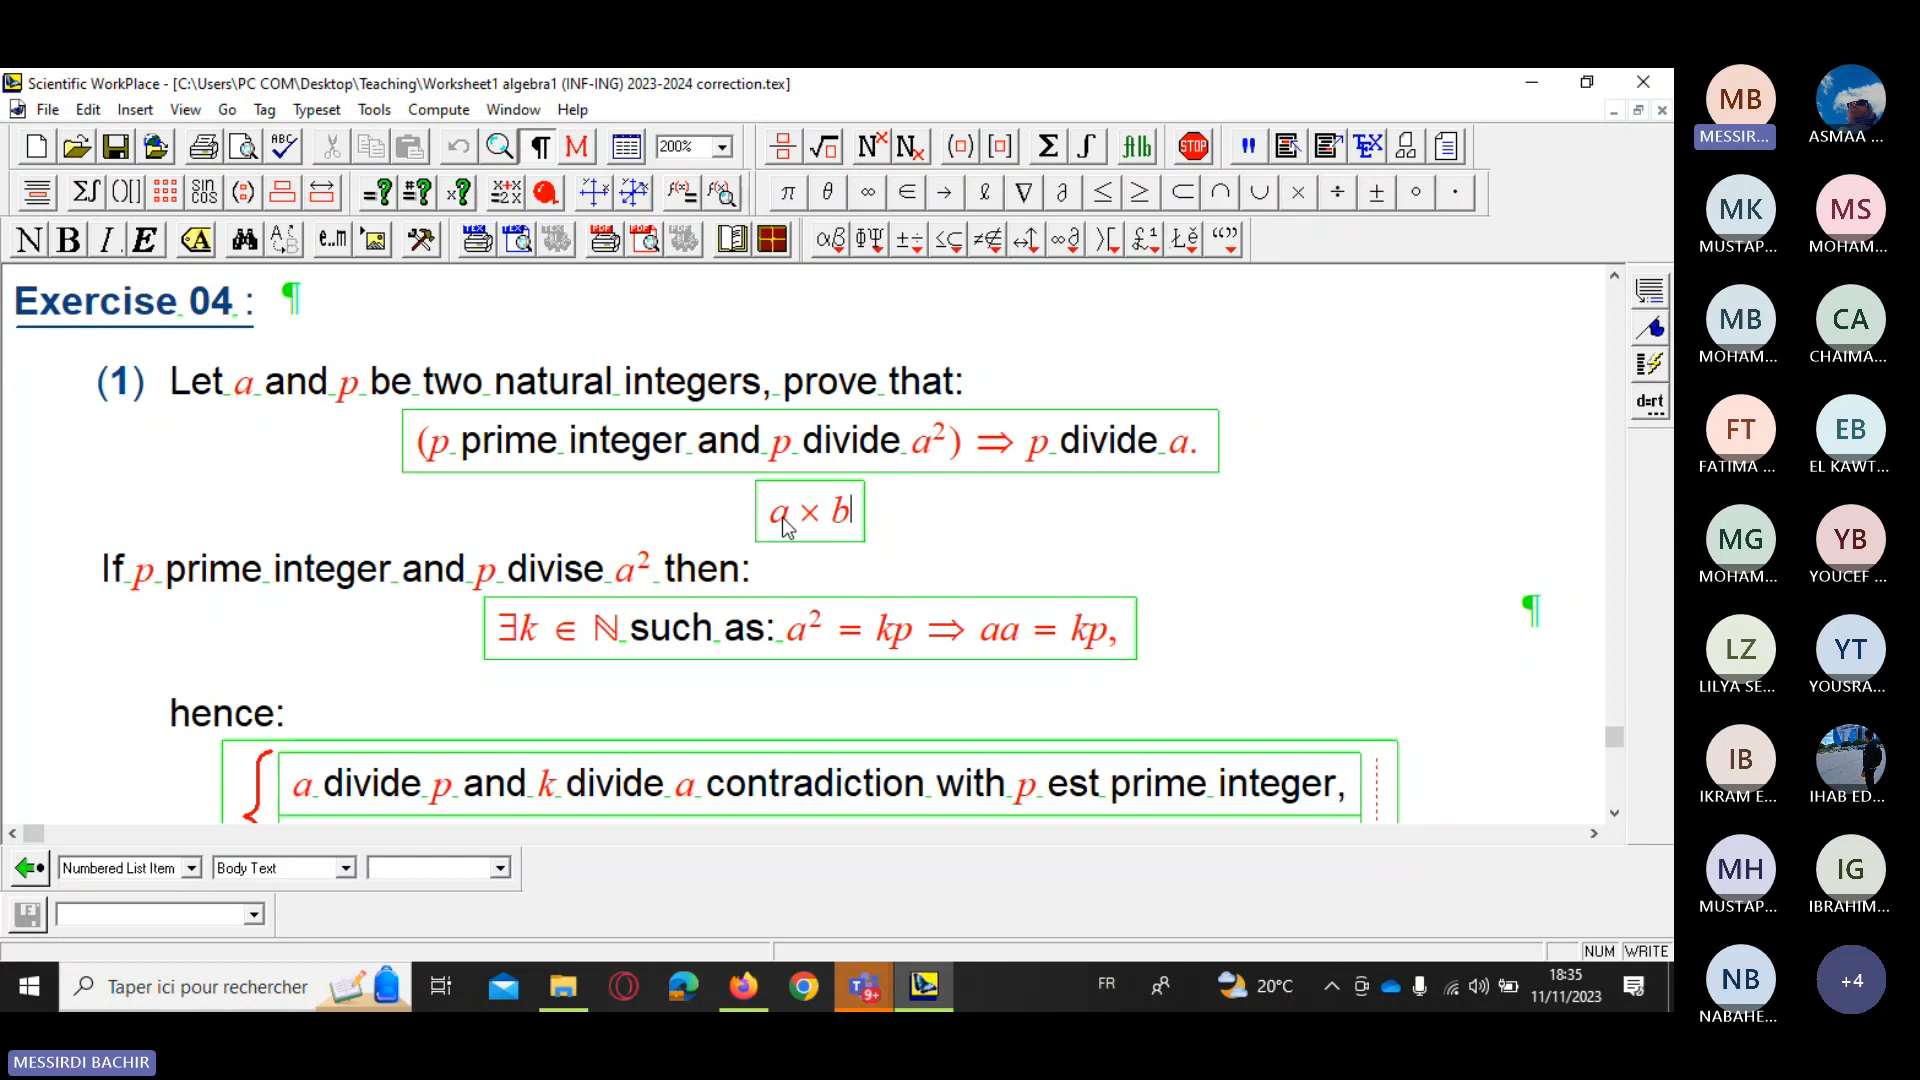 Scientific WorkPlace - [C:\Users\PC COM\Desktop\Teaching\Worksheet1 algebra1 (INF-ING) 2023-2024 correction.tex]
File Edit Insert View Go Tag Typeset Tools Compute Window Help
200%
Exercise 04 : ¶
(1) Let a and p be two natural integers, prove that:
(p prime integer and p divide a²) ⇒ p divide a.
a × b
If p prime integer and p divise a² then:
∃k ∈ ℕ such as: a² = kp ⇒ aa = kp, ¶
hence:
{ a divide p and k divide a contradiction with p est prime integer,
Numbered List Item Body Text
NUM WRITE
Taper ici pour rechercher
FR
20°C
18:35
11/11/2023
MESSIRDI BACHIR
MB
MESSIR...
ASMAA ...
MK
MUSTAP...
MS
MOHAM...
MB
MOHAM...
CA
CHAIMA...
FT
FATIMA ...
EB
EL KAWT...
MG
MOHAM...
YB
YOUCEF ...
LZ
LILYA SE...
YT
YOUSRA...
IB
IKRAM E...
IHAB ED...
MH
MUSTAP...
IG
IBRAHIM...
NB
NABAHE...
+4